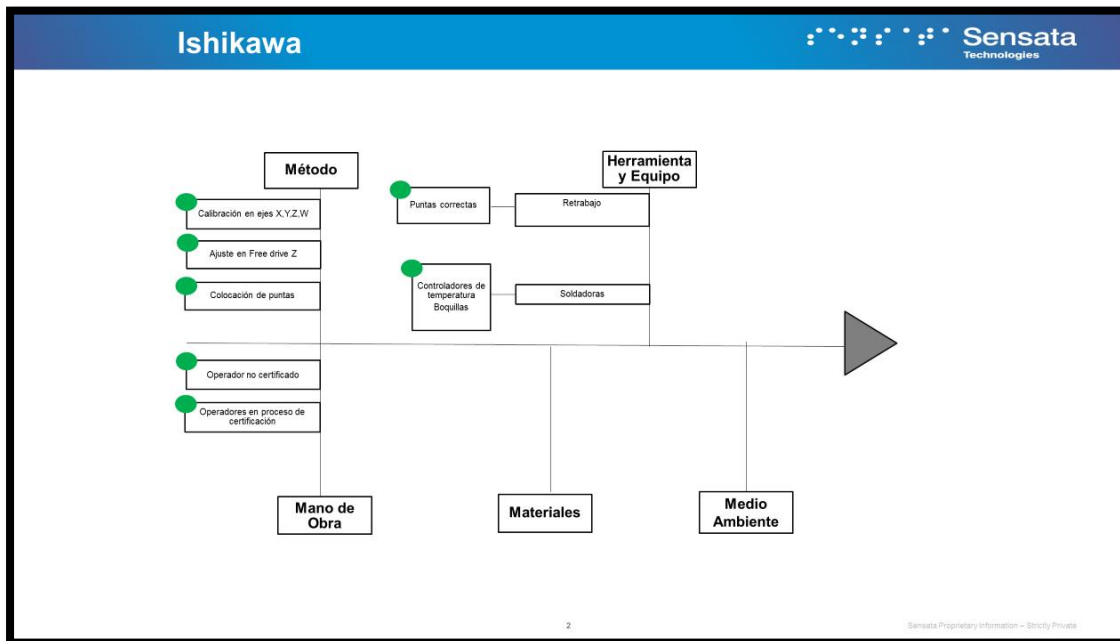 Ishikawa
Sensata
Technologies
Método
Herramienta
y Equipo
Calibración en ejes X,Y,Z,W
Puntas correctas
Retrabajo
Ajuste en Free drive Z
Colocación de puntas
Controladores de
temperatura
Boquillas
Soldadoras
Operador no certificado
Operadores en proceso de
certificación
Mano de
Obra
Materiales
Medio
Ambiente
2
Sensata Proprietary Information – Strictly Private